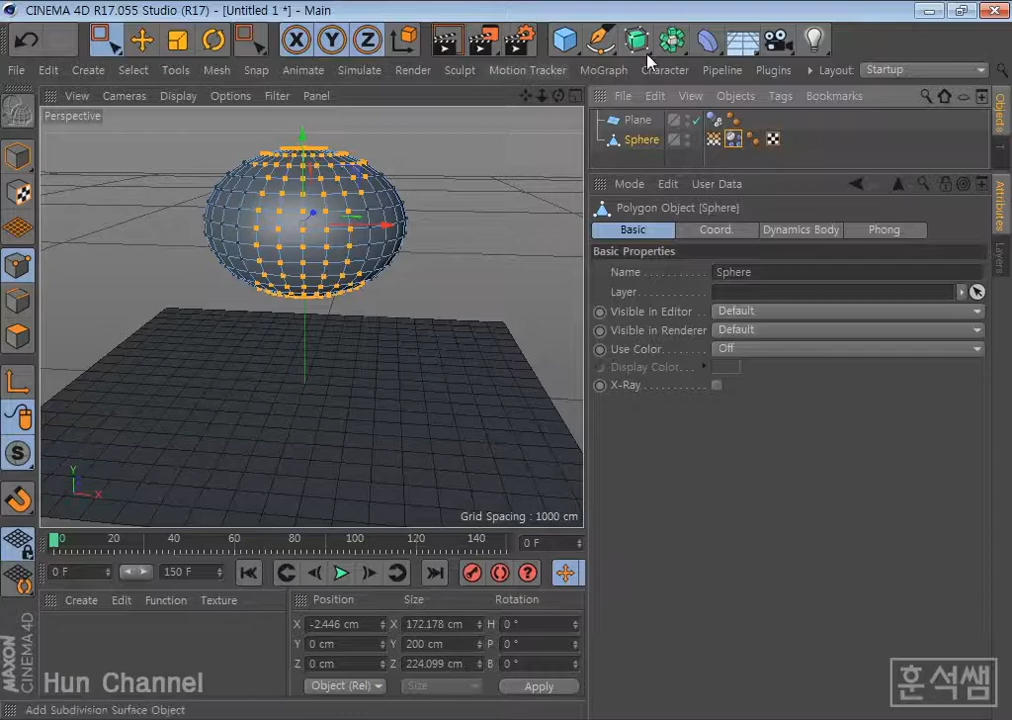 CINEMA 4D R17.055 Studio (R17) - [Untitled 1 *] - Main
X Y Z
File Edit Create Select Tools Mesh Snap Animate Simulate Render Sculpt Motion Tracker MoGraph Character Pipeline Plugins Layout: Startup
View Cameras Display Options Filter Panel
File Edit View Objects Tags Bookmarks
Perspective
Plane
Sphere
Objects
Mode Edit User Data
Polygon Object [Sphere]
Basic Coord. Dynamics Body Phong
Attributes
Layers
Basic Properties
Name Sphere
Layer
Visible in Editor Default
Visible in Renderer Default
Use Color Off
Display Color
X-Ray
Y
X
Grid Spacing : 1000 cm
0 20 40 60 80 100 120 140 0 F
0 F 150 F
Create Edit Function Texture
Position Size Rotation
X -2.446 cm X 172.178 cm H 0 °
Y 0 cm Y 200 cm P 0 °
Z 0 cm Z 224.099 cm B 0 °
Object (Rel) Size Apply
MAXON
CINEMA 4D
Hun Channel
훈석쌤
Add Subdivision Surface Object